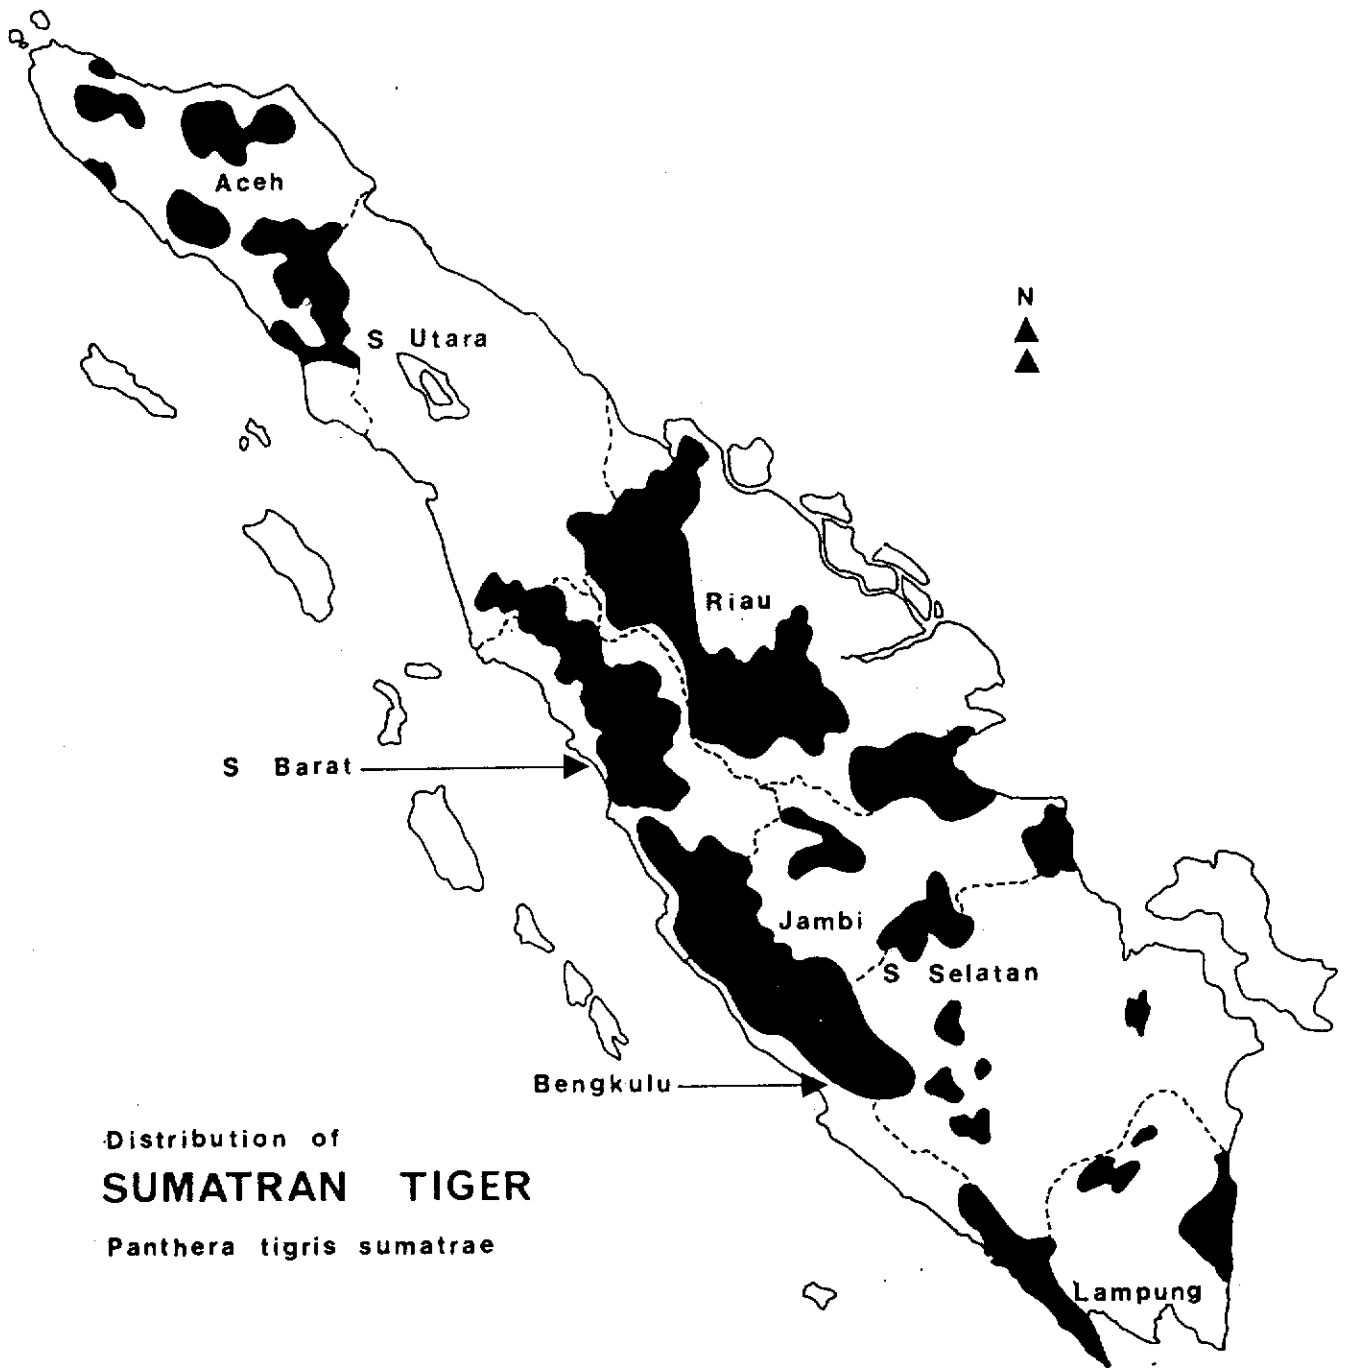 Aceh
N
S Utara
Riau
S Barat
Jambi
S Selatan
Bengkulu
Distribution of
SUMATRAN TIGER
Panthera tigris sumatrae
Lampung